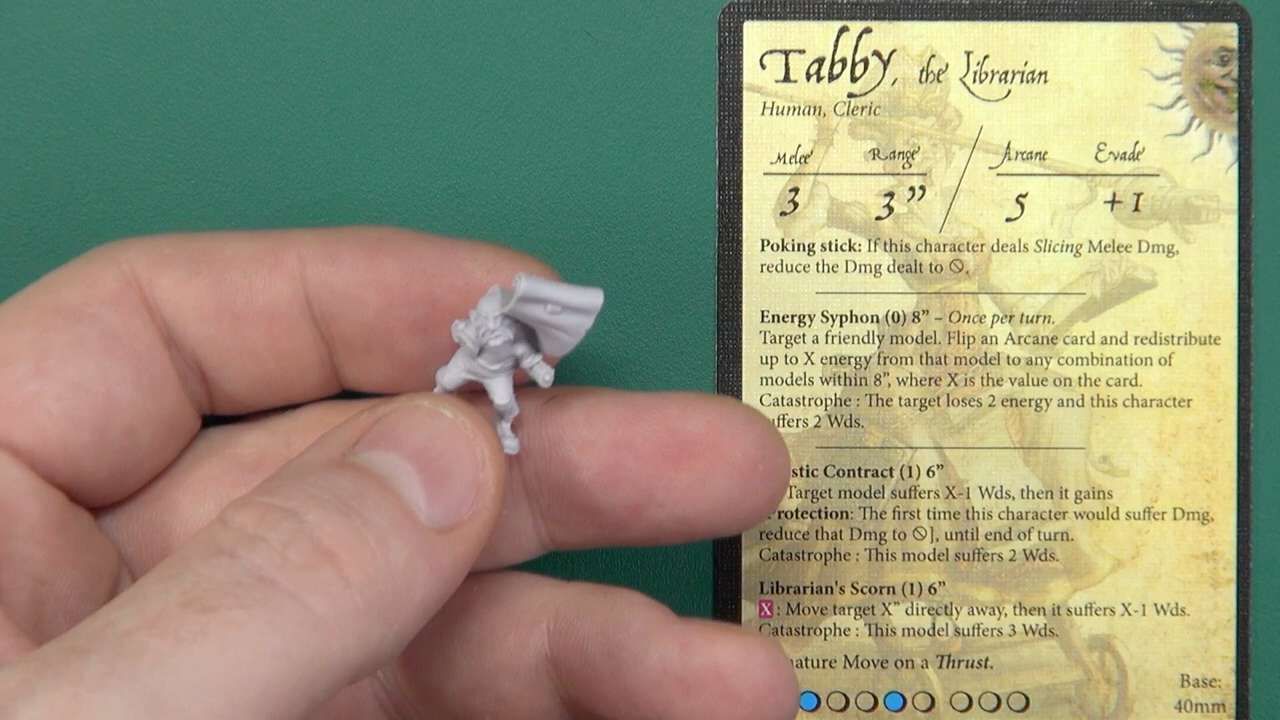 Tabby, the Librarian
Human, Cleric
Melee Range Arcane Evade
3 3” 5 +1
Poking stick: If this character deals Slicing Melee Dmg,
reduce the Dmg dealt to
Energy Syphon (0) 8” – Once per turn.
Target a friendly model. Flip an Arcane card and redistribute
up to X energy from that model to any combination of
models within 8”, where X is the value on the card.
Catastrophe : The target loses 2 energy and this character
Wds.
Contract (1) 6”
Target model suffers X-1 Wds, then it gains
The first time this character would suffer Dmg,
reduce that Dmg to ], until end of turn.
Catastrophe : This model suffers 2 Wds.
Librarian's Scorn (1) 6”
X : Move target X” directly away, then it suffers X-1 Wds.
Catastrophe : This model suffers 3 Wds.
Move on a Thrust.
Base:
40mm